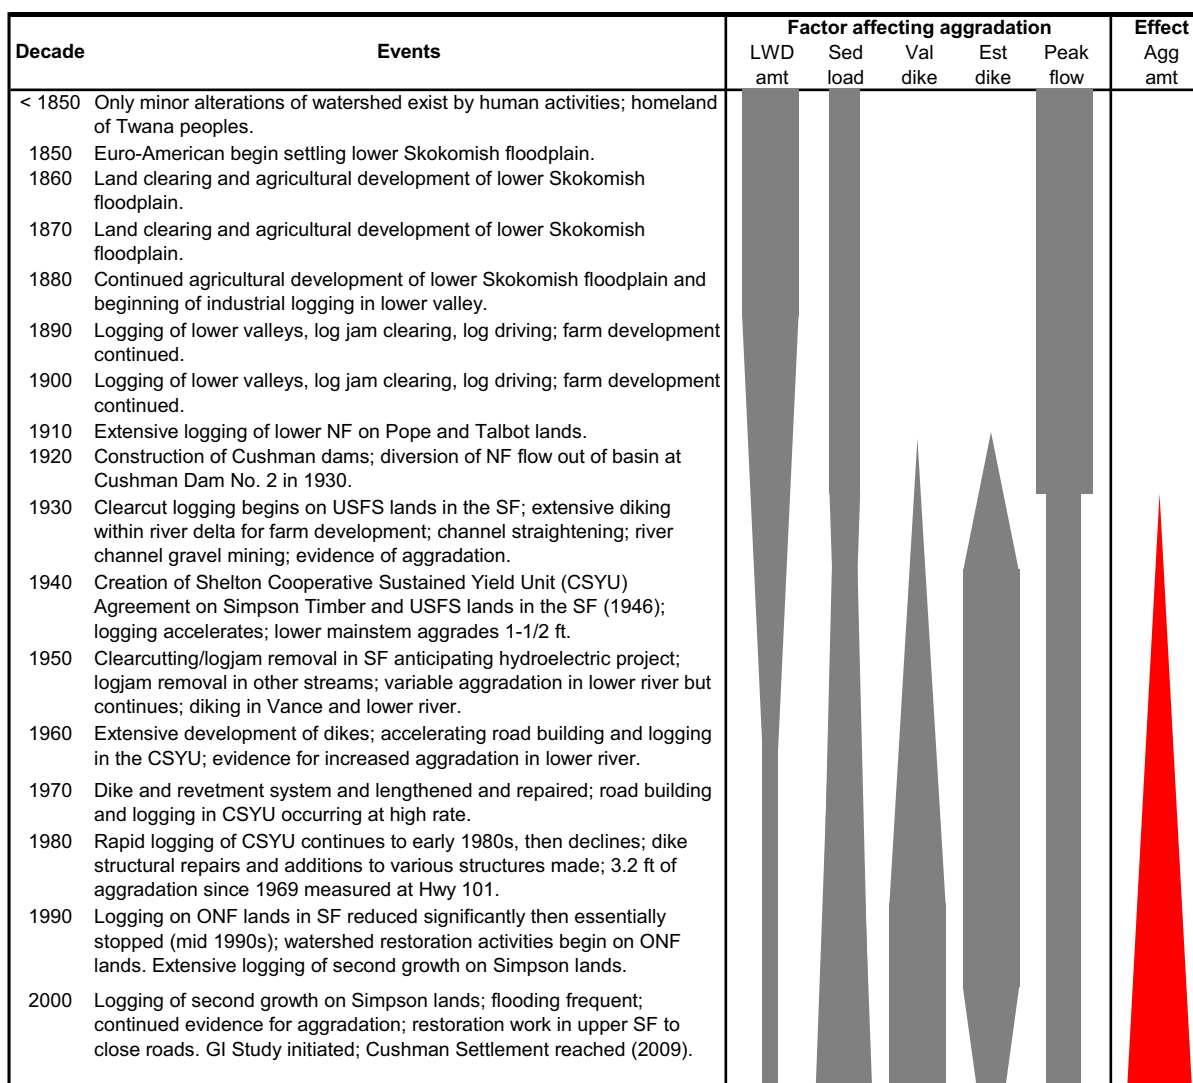 Factor affecting aggradation Effect
Decade Events LWD Sed Val Est Peak Agg
amt load dike dike flow amt
< 1850 Only minor alterations of watershed exist by human activities; homeland
of Twana peoples.
1850 Euro-American begin settling lower Skokomish floodplain.
1860 Land clearing and agricultural development of lower Skokomish
floodplain.
1870 Land clearing and agricultural development of lower Skokomish
floodplain.
1880 Continued agricultural development of lower Skokomish floodplain and
beginning of industrial logging in lower valley.
1890 Logging of lower valleys, log jam clearing, log driving; farm development
continued.
1900 Logging of lower valleys, log jam clearing, log driving; farm development
continued.
1910 Extensive logging of lower NF on Pope and Talbot lands.
1920 Construction of Cushman dams; diversion of NF flow out of basin at
Cushman Dam No. 2 in 1930.
1930 Clearcut logging begins on USFS lands in the SF; extensive diking
within river delta for farm development; channel straightening; river
channel gravel mining; evidence of aggradation.
1940 Creation of Shelton Cooperative Sustained Yield Unit (CSYU)
Agreement on Simpson Timber and USFS lands in the SF (1946);
logging accelerates; lower mainstem aggrades 1-1/2 ft.
1950 Clearcutting/logjam removal in SF anticipating hydroelectric project;
logjam removal in other streams; variable aggradation in lower river but
continues; diking in Vance and lower river.
1960 Extensive development of dikes; accelerating road building and logging
in the CSYU; evidence for increased aggradation in lower river.
1970 Dike and revetment system and lengthened and repaired; road building
and logging in CSYU occurring at high rate.
1980 Rapid logging of CSYU continues to early 1980s, then declines; dike
structural repairs and additions to various structures made; 3.2 ft of
aggradation since 1969 measured at Hwy 101.
1990 Logging on ONF lands in SF reduced significantly then essentially
stopped (mid 1990s); watershed restoration activities begin on ONF
lands. Extensive logging of second growth on Simpson lands.
2000 Logging of second growth on Simpson lands; flooding frequent;
continued evidence for aggradation; restoration work in upper SF to
close roads. GI Study initiated; Cushman Settlement reached (2009).